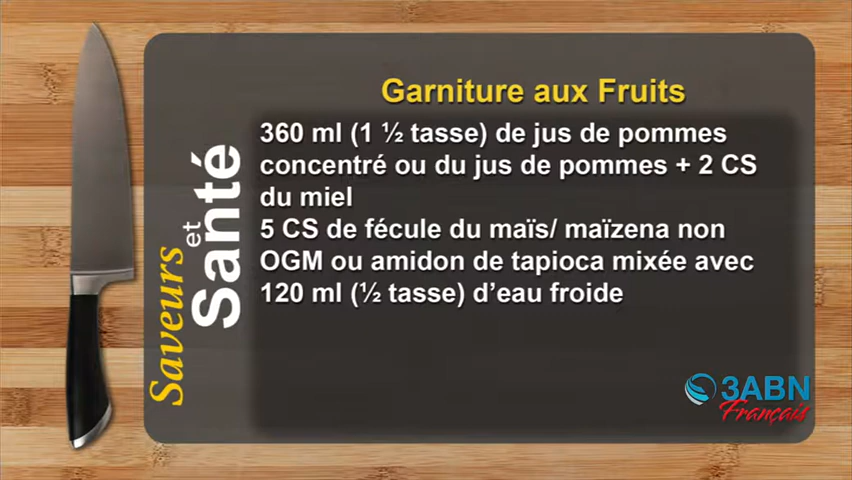 Garniture aux Fruits
360 ml (1 ½ tasse) de jus de pommes
concentré ou du jus de pommes + 2 CS
du miel
5 CS de fécule du maïs/ maïzena non
OGM ou amidon de tapioca mixée avec
120 ml (½ tasse) d’eau froide
Saveurs
et
Santé
3ABN
Français